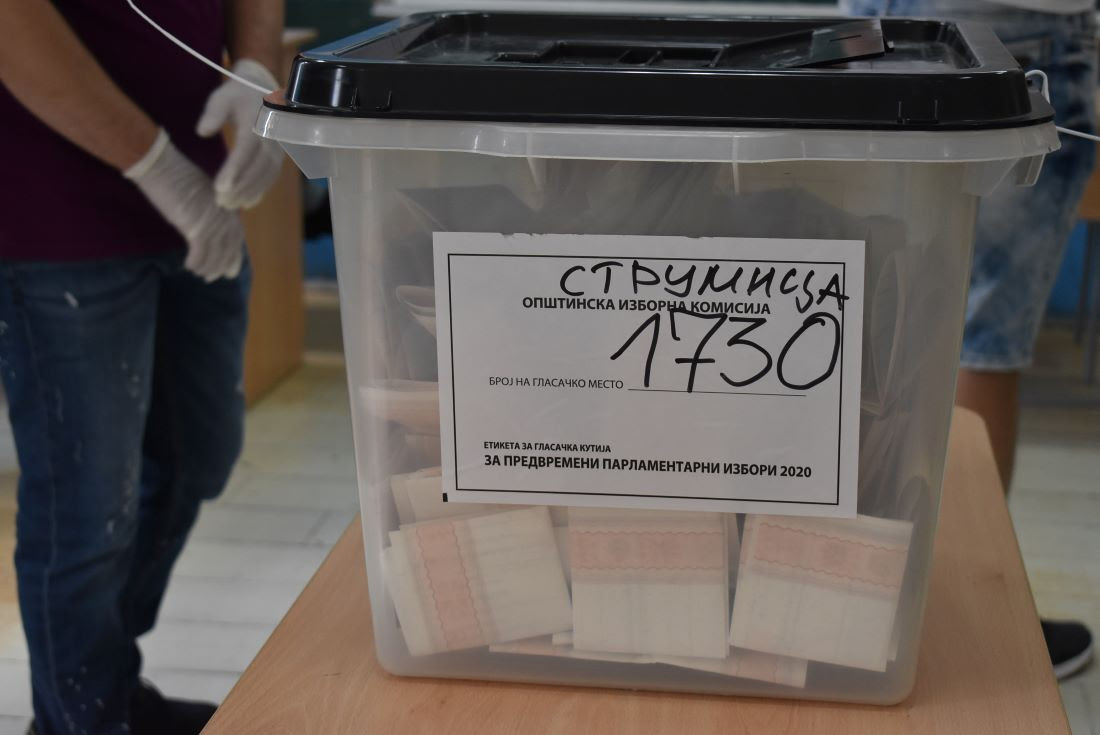 СТРУМИЦА
ОПШТИНСКА ИЗБОРНА КОМИСИЈА
1730
БРОЈ НА ГЛАСАЧКО МЕСТО
ЕТИКЕТА ЗА ГЛАСАЧКА КУТИЈА
ЗА ПРЕДВРЕМЕНИ ПАРЛАМЕНТАРНИ ИЗБОРИ 2020